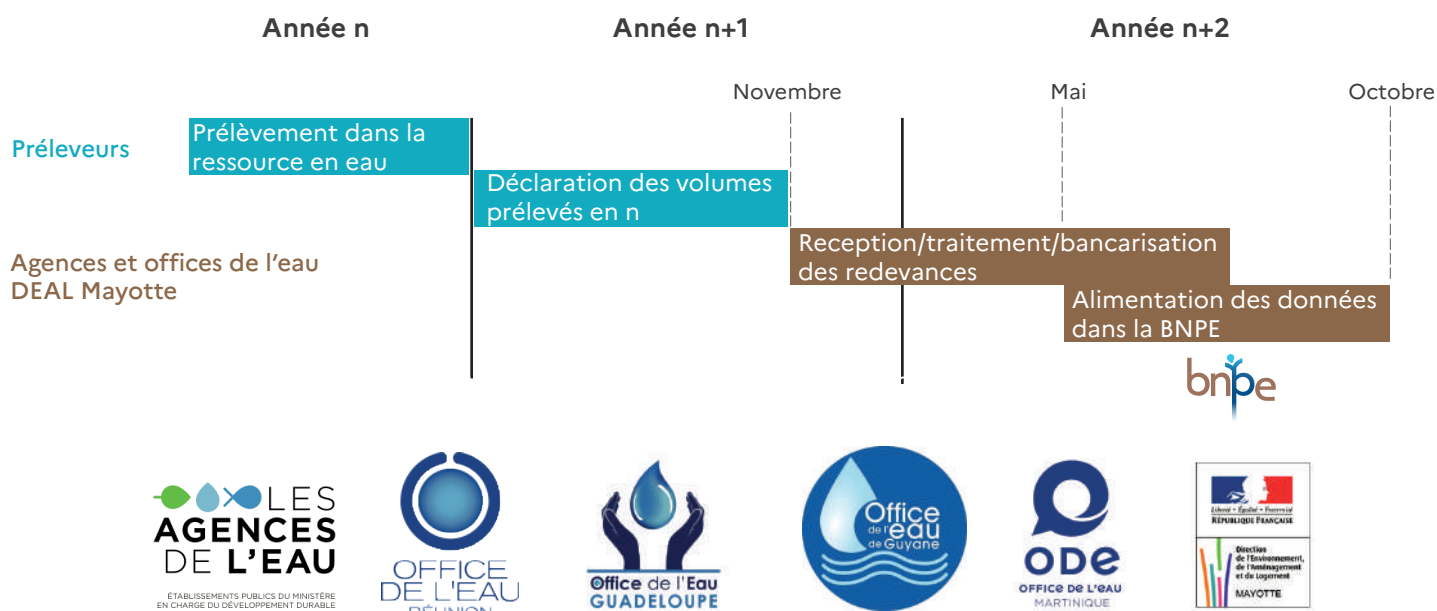 Année n
Année n+1
Année n+2
Novembre
Mai
Octobre
Préleveurs
Prélèvement dans la
ressource en eau
Déclaration des volumes
prélevés en n
Agences et offices de l'eau
DEAL Mayotte
Reception/traitement/bancarisation
des redevances
Alimentation des données
dans la BNPE
bnpe
LES
AGENCES
DE L'EAU
ÉTABLISSEMENTS PUBLICS DU MINISTÈRE
EN CHARGE DU DÉVELOPPEMENT DURABLE
OFFICE
DE L'EAU
RÉUNION
Office de l'Eau
GUADELOUPE
Office
de l'eau
de Guyane
ODe
OFFICE DE L'EAU
MARTINIQUE
Liberté • Égalité • Fraternité
RÉPUBLIQUE FRANÇAISE
Direction
de l'Environnement,
de l'Aménagement
et du Logement
MAYOTTE